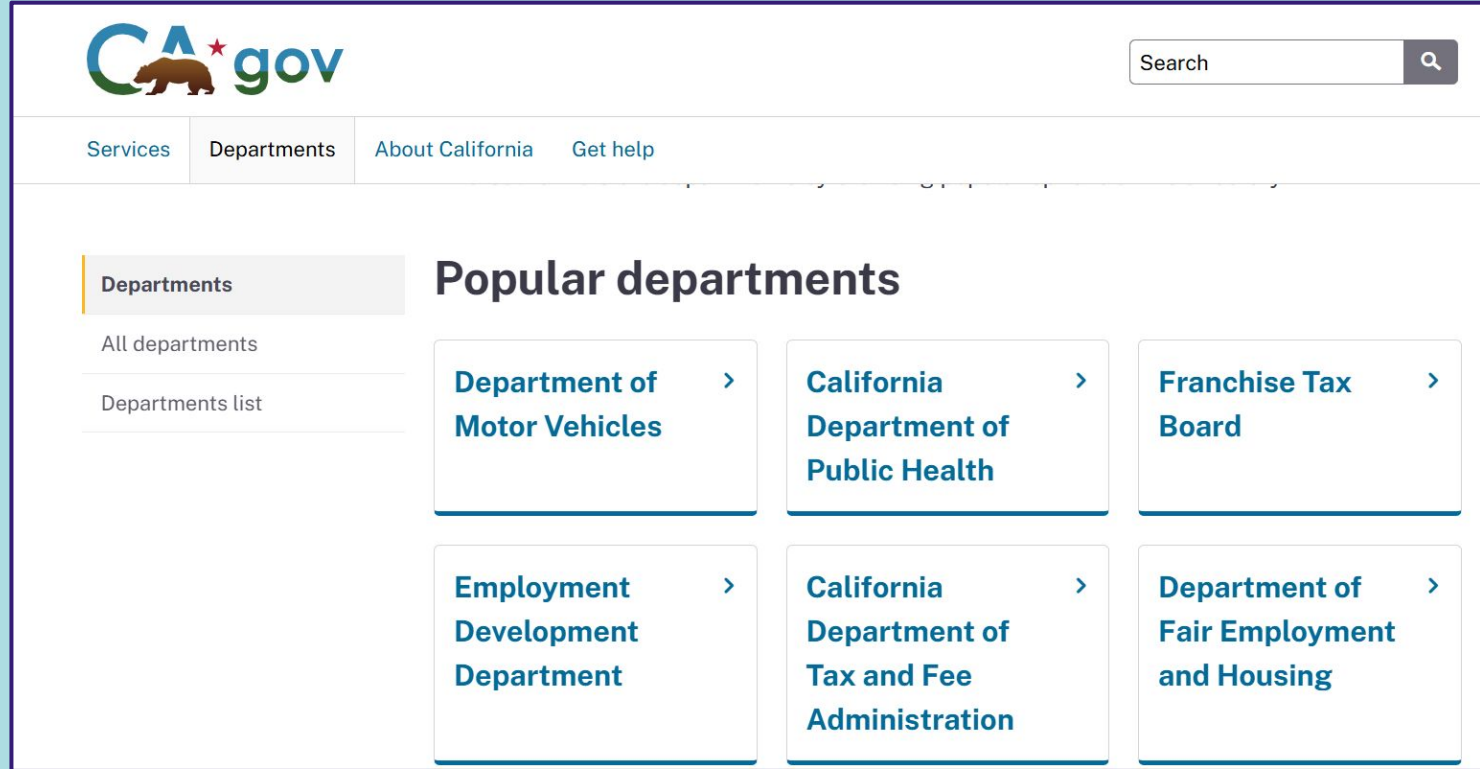 CA gov
Search
Services Departments About California Get help
Departments
All departments
Departments list
Popular departments
Department of
Motor Vehicles
California
Department of
Public Health
Franchise Tax
Board
Employment
Development
Department
California
Department of
Tax and Fee
Administration
Department of
Fair Employment
and Housing